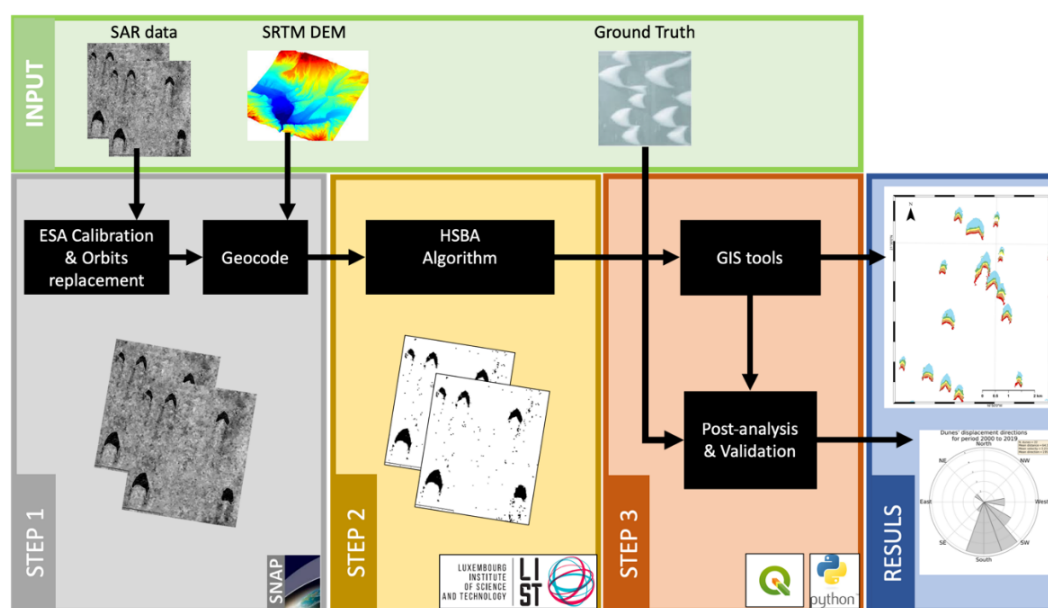 SAR data
SRTM DEM
Ground Truth
INPUT
ESA Calibration
& Orbits
replacement
Geocode
HSBA
Algorithm
GIS tools
Post-analysis
& Validation
STEP 1
SNAP
STEP 2
LUXEMBOURG
INSTITUTE
OF SCIENCE
AND TECHNOLOGY
LI
ST
STEP 3
python
RESULS
N
Dunes' displacement directions
for period 2000 to 2019
North
NE
NW
East
West
SE
SW
South